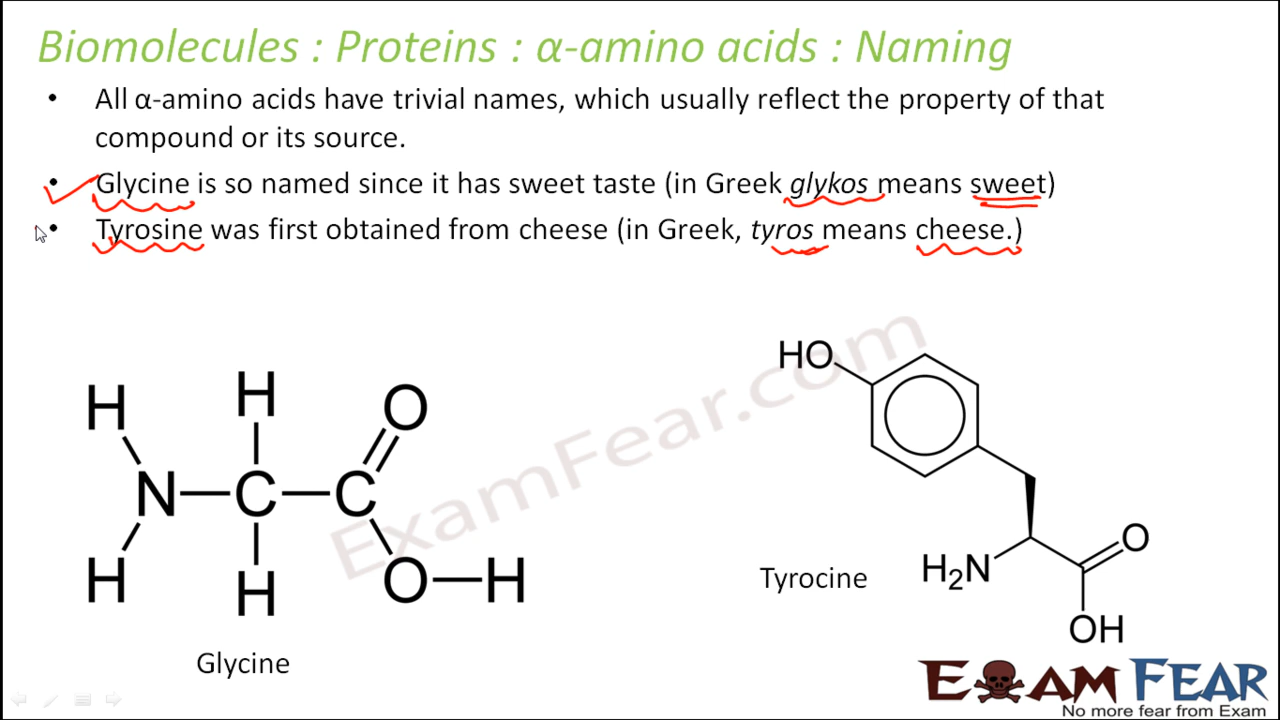 Biomolecules : Proteins : α-amino acids : Naming
• All α-amino acids have trivial names, which usually reflect the property of that
compound or its source.
• Glycine is so named since it has sweet taste (in Greek glykos means sweet)
• Tyrosine was first obtained from cheese (in Greek, tyros means cheese.)
ExamFear.com
H H O
N C C
H H O H
Glycine
HO
H2N O
OH
Tyrocine
EXAM FEAR
No more fear from Exam